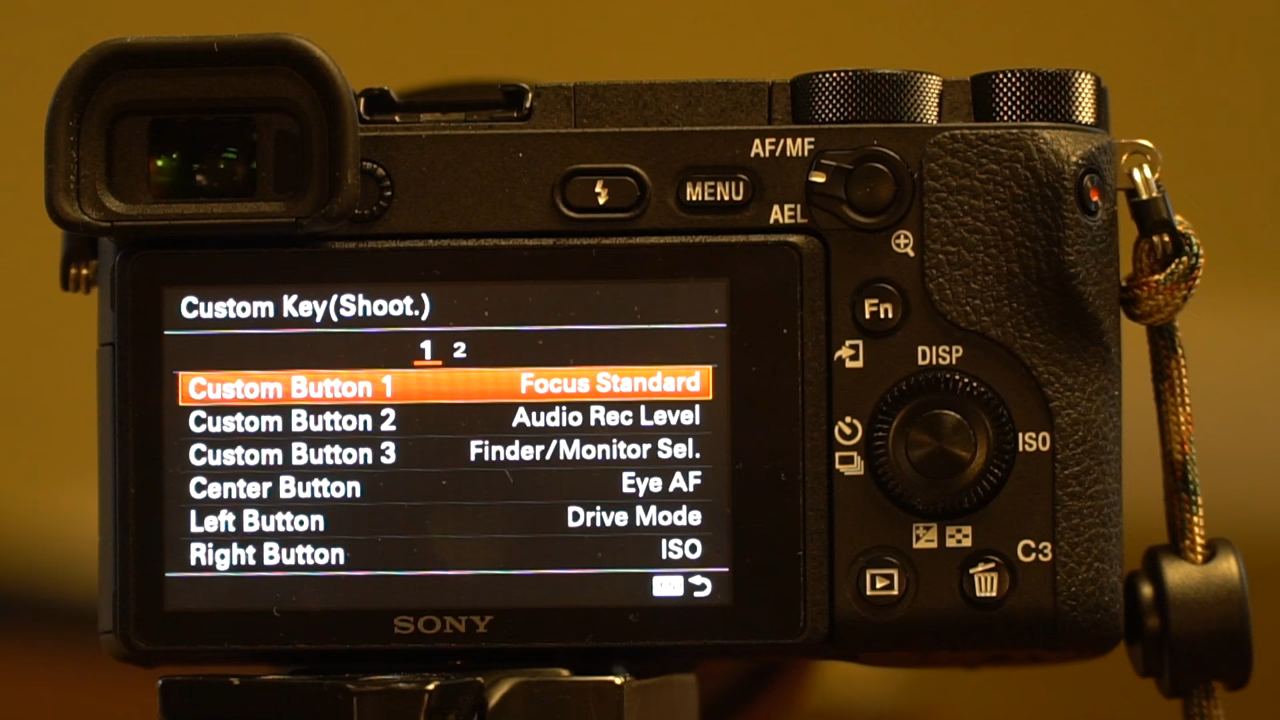 AF/MF
MENU
AEL
Custom Key(Shoot.)
1 2
Custom Button 1 Focus Standard
Custom Button 2 Audio Rec Level
Custom Button 3 Finder/Monitor Sel.
Center Button Eye AF
Left Button Drive Mode
Right Button ISO
SONY
Fn
DISP
ISO
C3